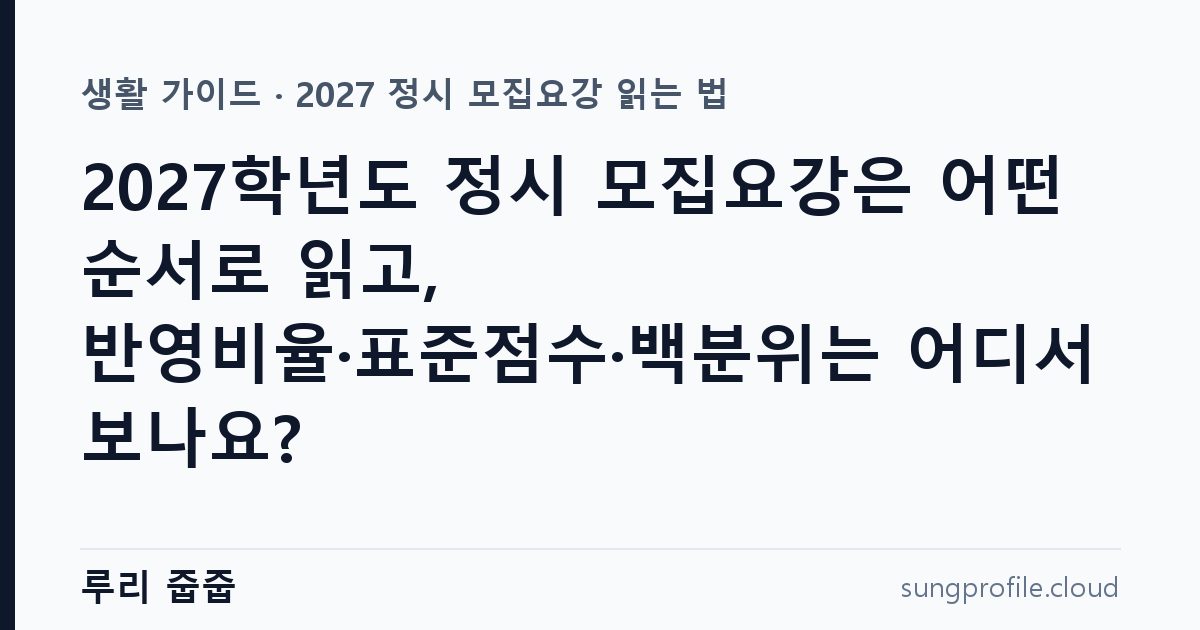 생활 가이드 · 2027 정시 모집요강 읽는 법
2027학년도 정시 모집요강은 어떤
순서로 읽고,
반영비율·표준점수·백분위는 어디서
보나요?
루리 줍줍
sungprofile.cloud